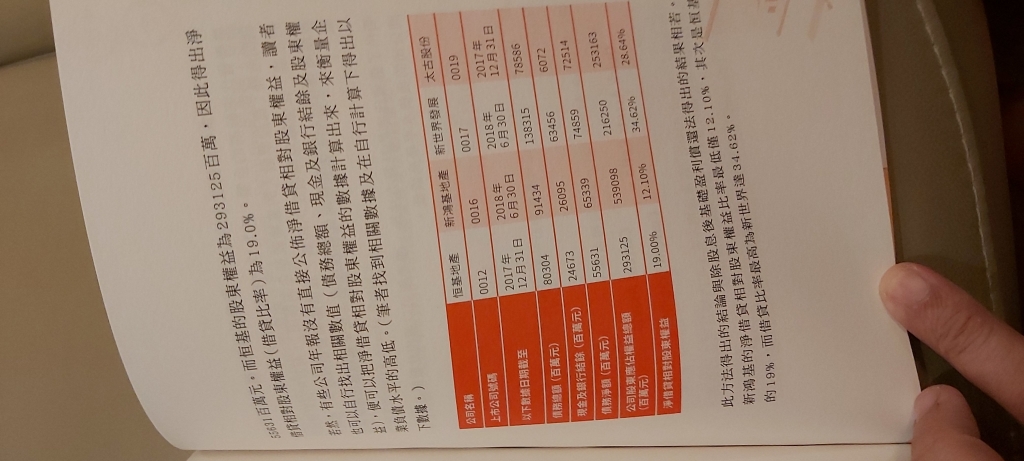 55631百萬元，而恒基的股東權益為293125百萬，因此得出淨
借貸相對股東權益（借貸比率）為19.0%。
若然，有些公司年報沒有直接公佈淨借貸相對股東權益，讀者
也可以自行找出相關數值（債務總額、現金及銀行結餘及股東權
益），便可以把淨借貸相對股東權益的數據計算出來，來衡量企
業負債水平的高低。（筆者找到相關數據及在自行計算下得出以
下數據。）
公司名稱 恒基地產 新鴻基地產 新世界發展 太古股份
上市公司號碼 0012 0016 0017 0019
以下數據日期截至 2017年12月31日 2018年6月30日 2018年6月30日 2017年12月31日
債務總額（百萬元） 80304 91434 138315 78586
現金及銀行結餘（百萬元） 24673 26095 63456 6072
債務淨額（百萬元） 55631 65339 74859 72514
公司股東應佔權益總額（百萬元） 293125 539098 216250 253163
淨借貸相對股東權益 19.00% 12.10% 34.62% 28.64%
此方法得出的結論與除股息後基礎盈利償還法得出的結果相若。
新鴻基的淨借貸相對股東權益比率最低僅12.10%，其次是恒基
的19%，而借貸比率最高為新世界達34.62%。